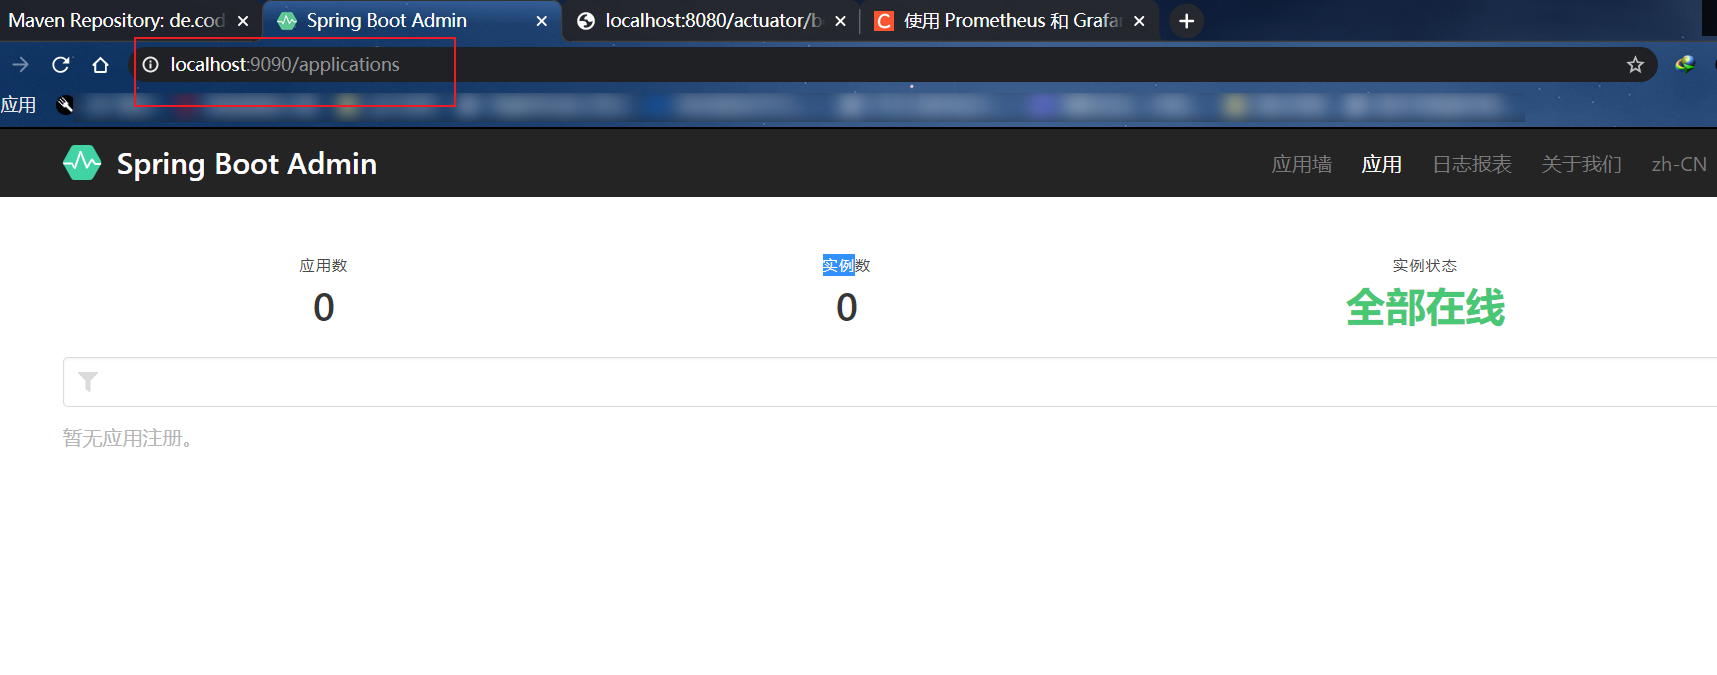 Maven Repository: de.cod
Spring Boot Admin
localhost:8080/actuator/b
使用 Prometheus 和 Grafa
localhost:9090/applications
应用
Spring Boot Admin
应用墙
应用
日志报表
关于我们
zh-CN
应用数
实例数
实例状态
0
0
全部在线
暂无应用注册。